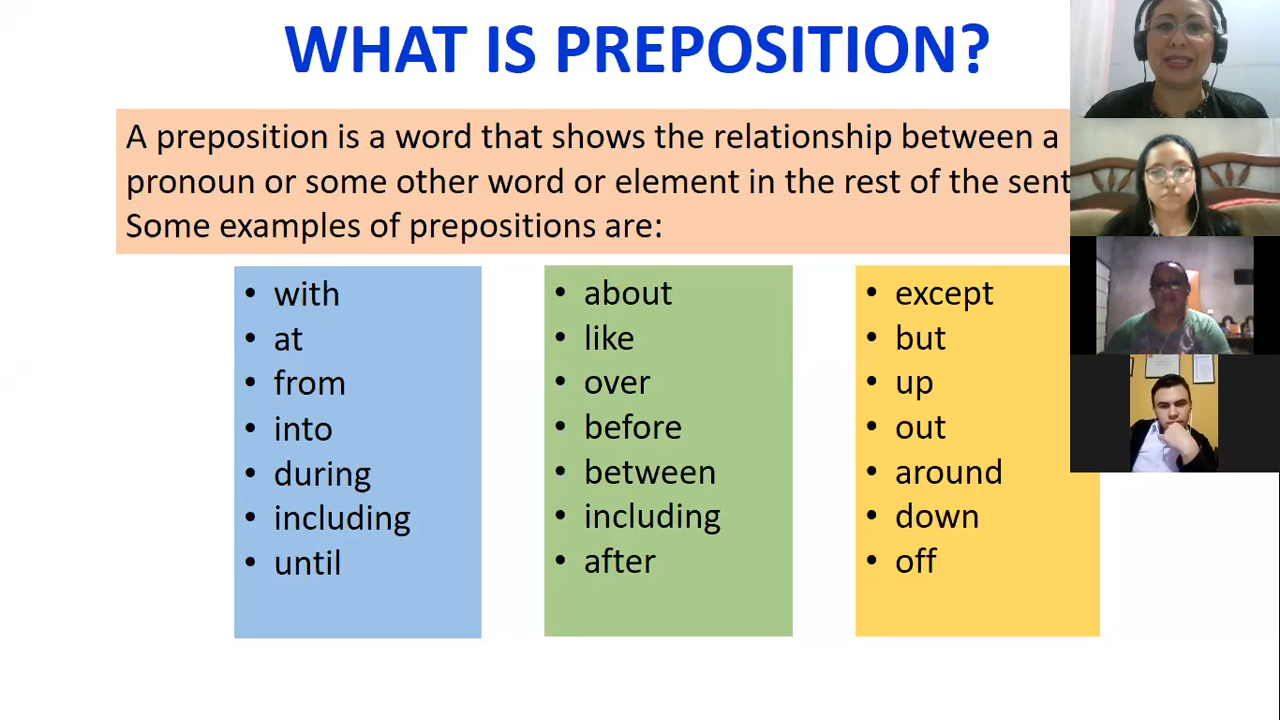 WHAT IS PREPOSITION?
A preposition is a word that shows the relationship between a
pronoun or some other word or element in the rest of the sent
Some examples of prepositions are:
• with
• at
• from
• into
• during
• including
• until
• about
• like
• over
• before
• between
• including
• after
• except
• but
• up
• out
• around
• down
• off